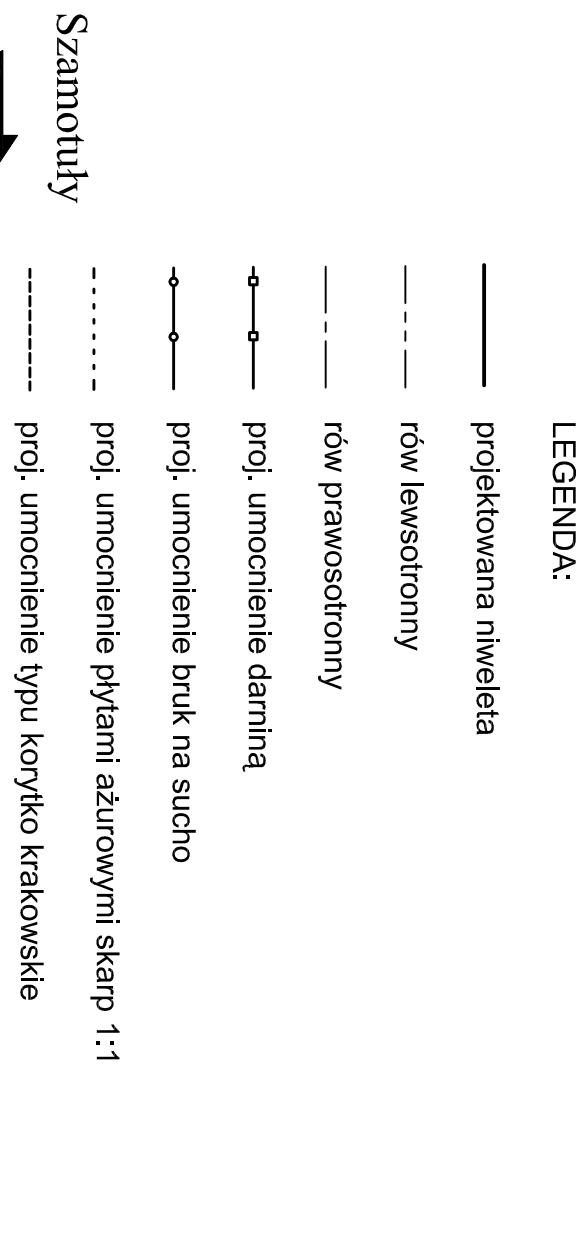 LEGENDA:
projektowana niweleta
rów lewsotronny
rów prawosotronny
proj. umocnienie darniną
proj. umocnienie bruk na sucho
proj. umocnienie płytami ażurowymi skarp 1:1
proj. umocnienie typu korytko krakowskie
Szamotuły